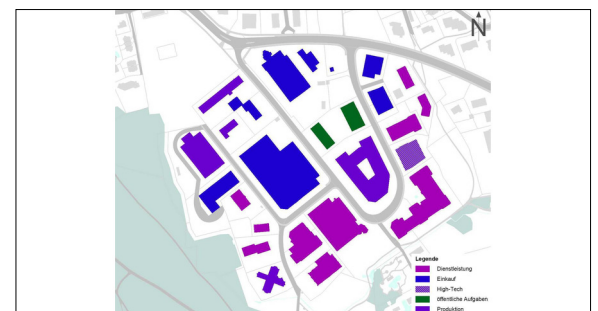 N
Legende
Dienstleistung
Einkauf
High-Tech
öffentliche Aufgaben
Produktion